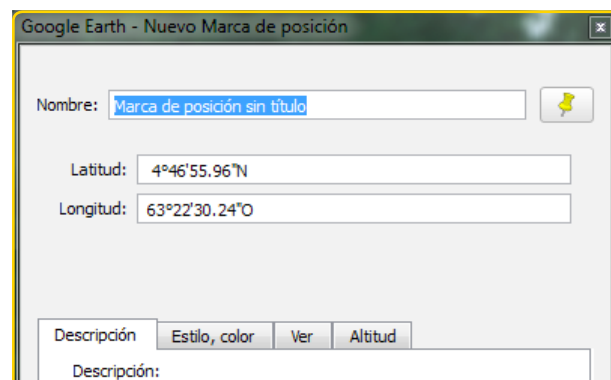 Google Earth - Nuevo Marca de posición
Nombre: Marca de posición sin título
Latitud: 4°46'55.96"N
Longitud: 63°22'30.24"O
Descripción Estilo, color Ver Altitud
Descripción: